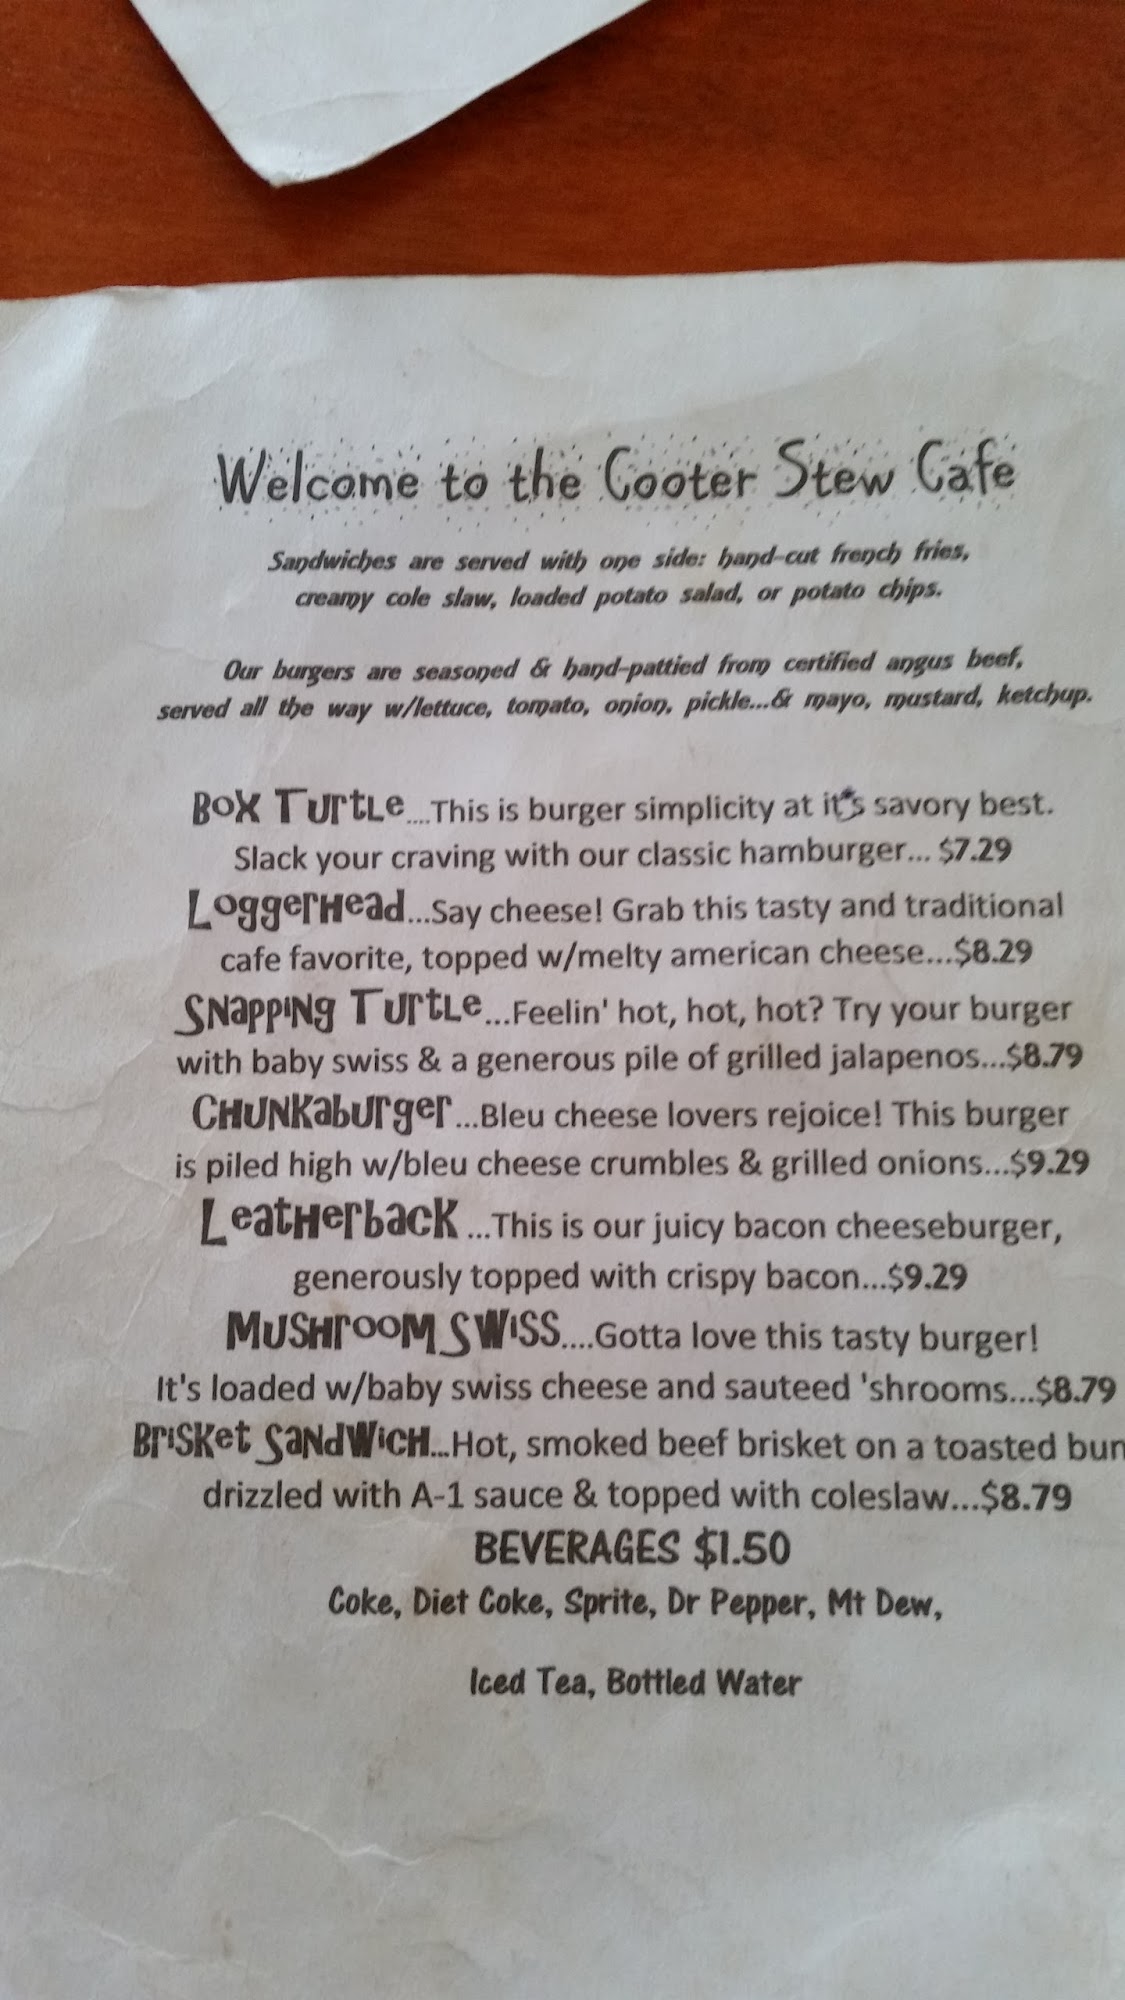 Welcome to the Cooter Stew Cafe
Sandwiches are served with one side: hand-cut french fries,
creamy cole slaw, loaded potato salad, or potato chips.
Our burgers are seasoned & hand-pattied from certified angus beef,
served all the way w/lettuce, tomato, onion, pickle...& mayo, mustard, ketchup.
Box Turtle....This is burger simplicity at it's savory best.
Slack your craving with our classic hamburger... $7.29
Loggerhead...Say cheese! Grab this tasty and traditional
cafe favorite, topped w/melty american cheese...$8.29
Snapping Turtle...Feelin' hot, hot, hot? Try your burger
with baby swiss & a generous pile of grilled jalapenos...$8.79
Chunkaburger...Bleu cheese lovers rejoice! This burger
is piled high w/bleu cheese crumbles & grilled onions...$9.29
Leatherback ...This is our juicy bacon cheeseburger,
generously topped with crispy bacon...$9.29
Mushroom Swiss....Gotta love this tasty burger!
It's loaded w/baby swiss cheese and sauteed 'shrooms...$8.79
Brisket Sandwich...Hot, smoked beef brisket on a toasted bun
drizzled with A-1 sauce & topped with coleslaw...$8.79
BEVERAGES $1.50
Coke, Diet Coke, Sprite, Dr Pepper, Mt Dew,
Iced Tea, Bottled Water